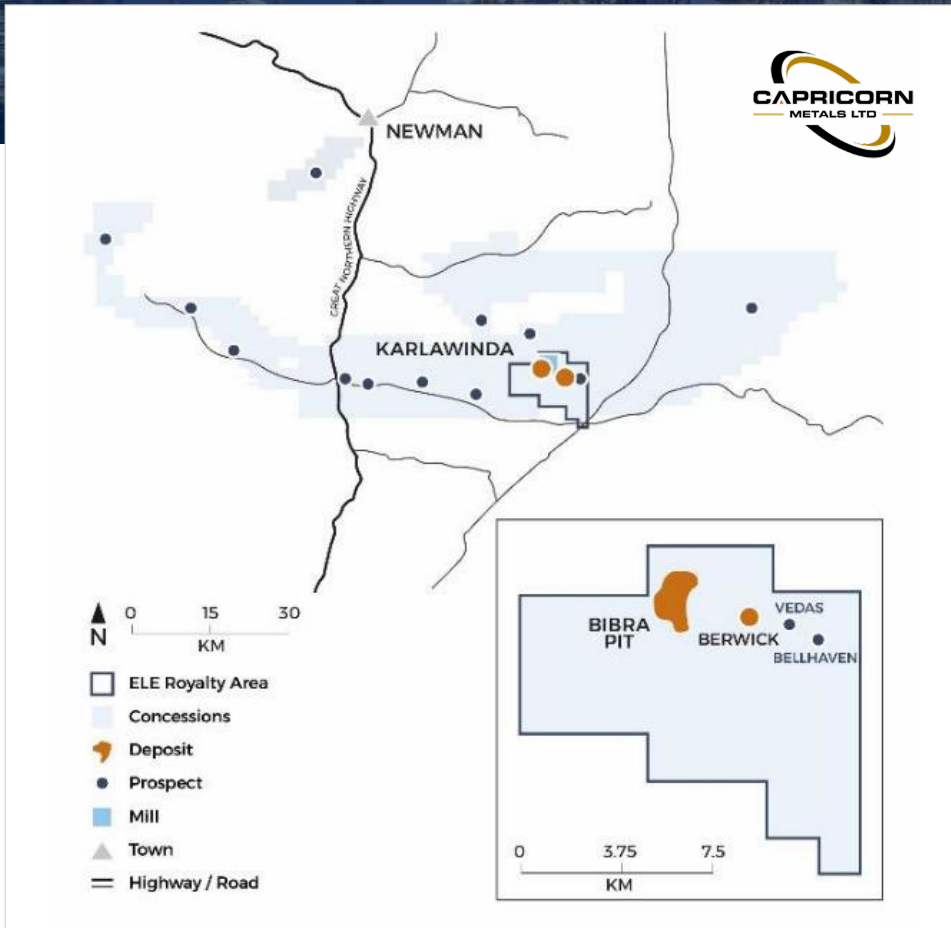 CAPRICORN
METALS LTD
NEWMAN
GREAT NORTHERN HIGHWAY
KARLAWINDA
N
0 15 30
KM
ELE Royalty Area
Concessions
Deposit
Prospect
Mill
Town
Highway / Road
BIBRA
PIT
BERWICK
VEDAS
BELLHAVEN
0 3.75 7.5
KM